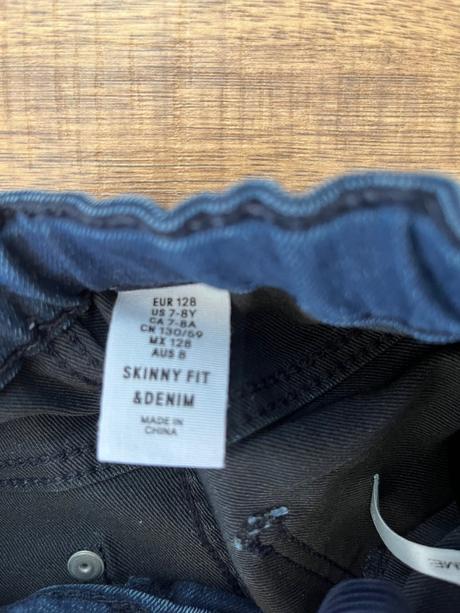 EUR 128
US 7-8Y
CA 7-8A
CN 130/59
MX 128
AUS 8
SKINNY FIT
&DENIM
MADE IN
CHINA